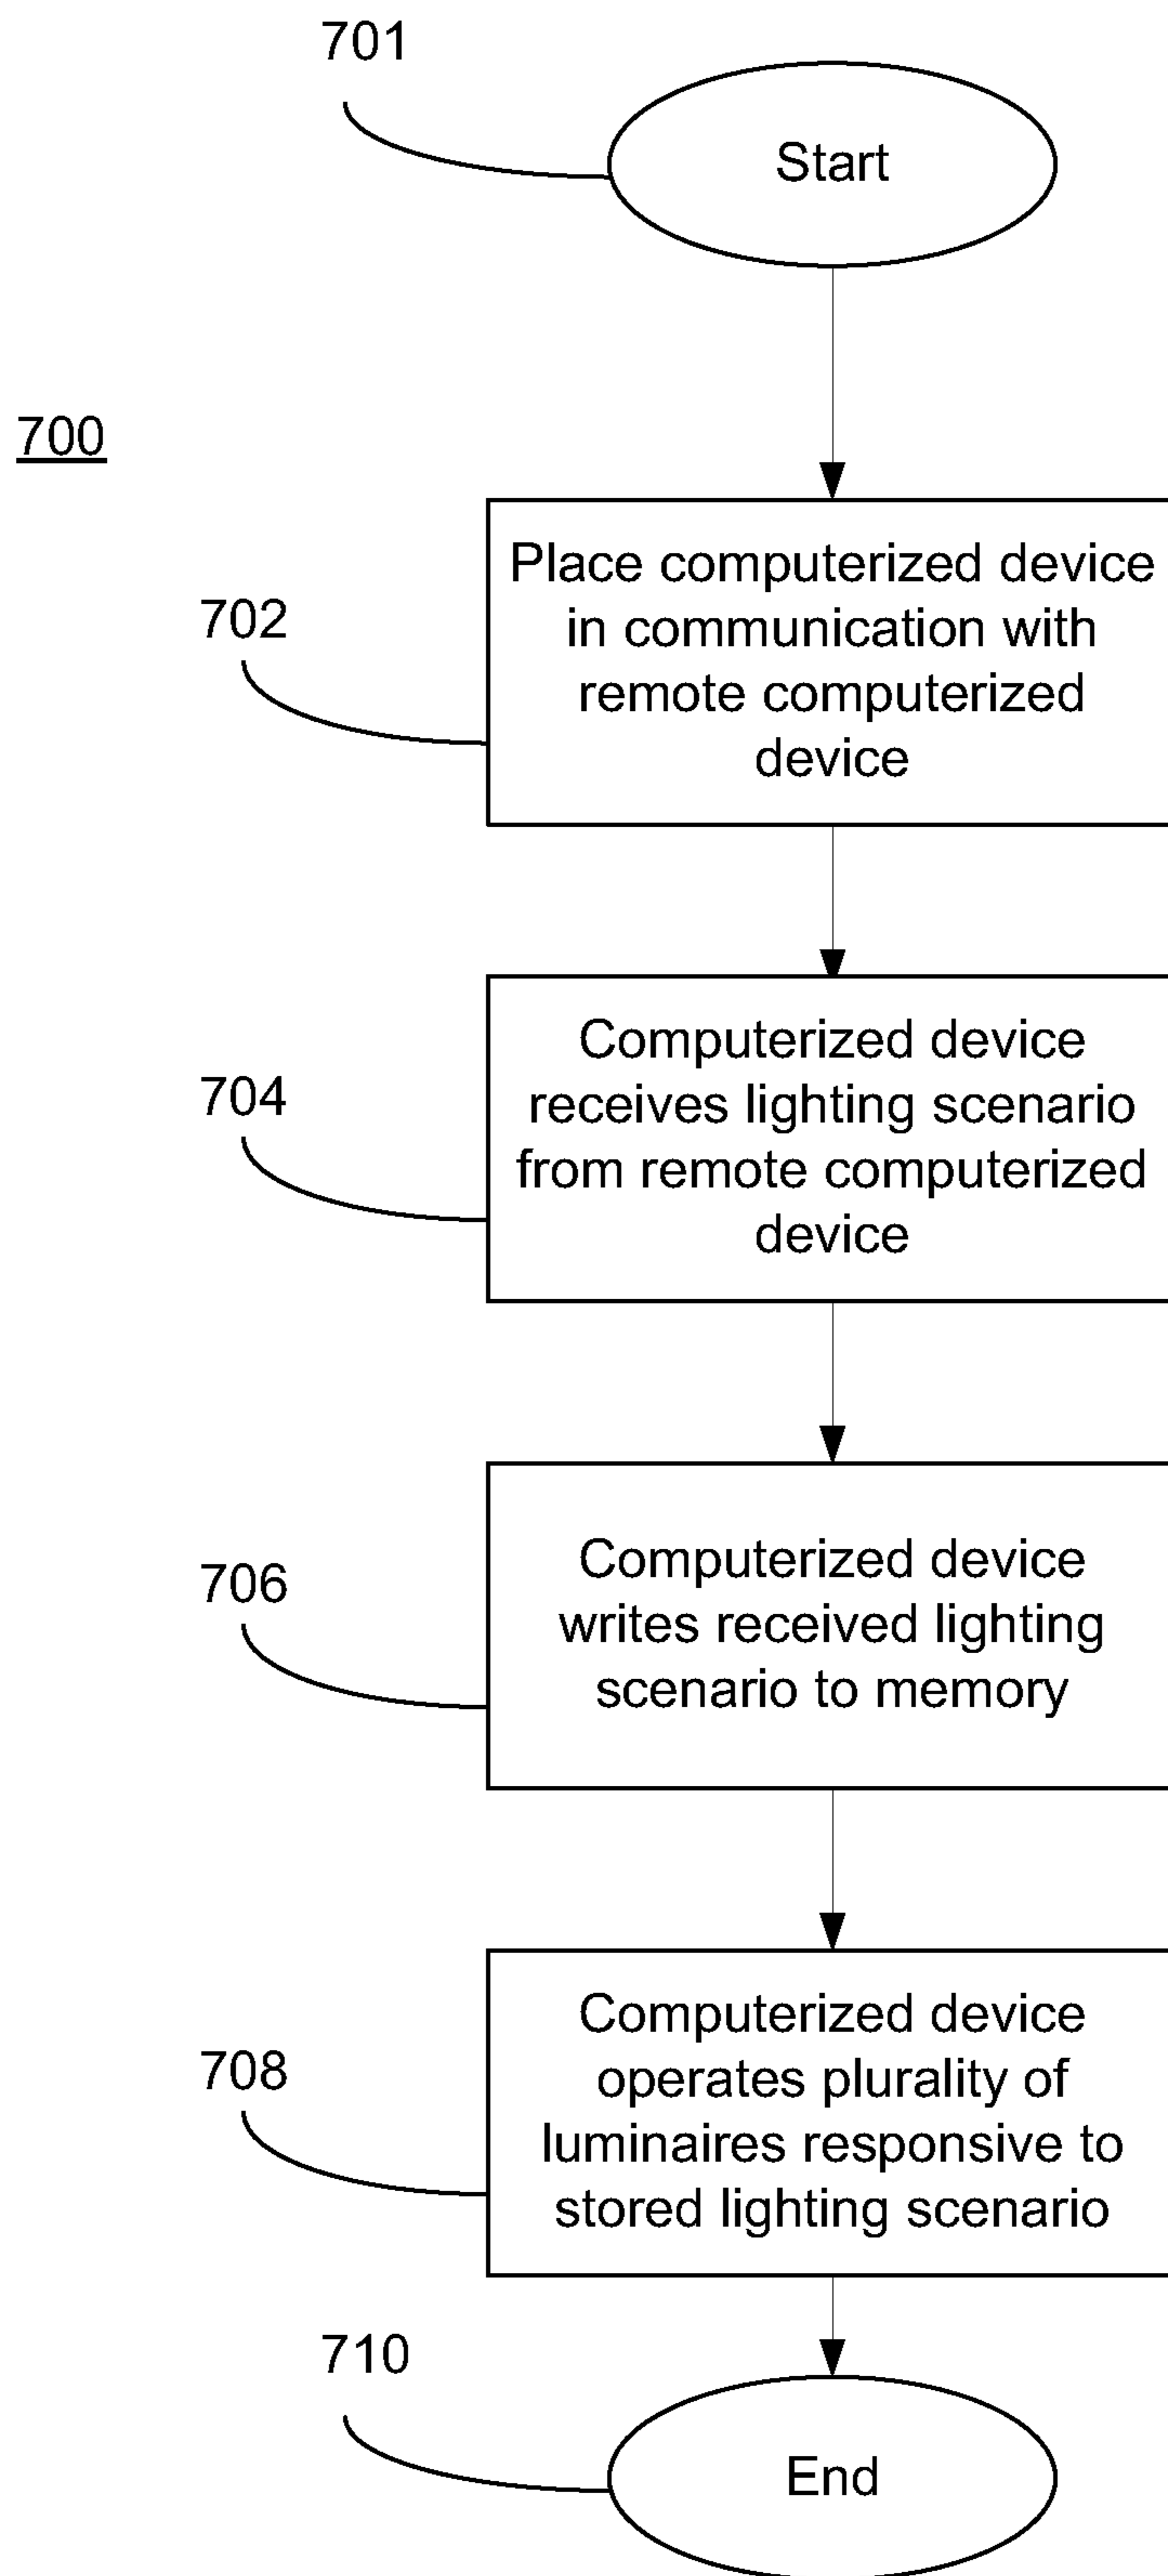 701
Start
700
702
Place computerized device
in communication with
remote computerized
device
704
Computerized device
receives lighting scenario
from remote computerized
device
706
Computerized device
writes received lighting
scenario to memory
708
Computerized device
operates plurality of
luminaires responsive to
stored lighting scenario
710
End